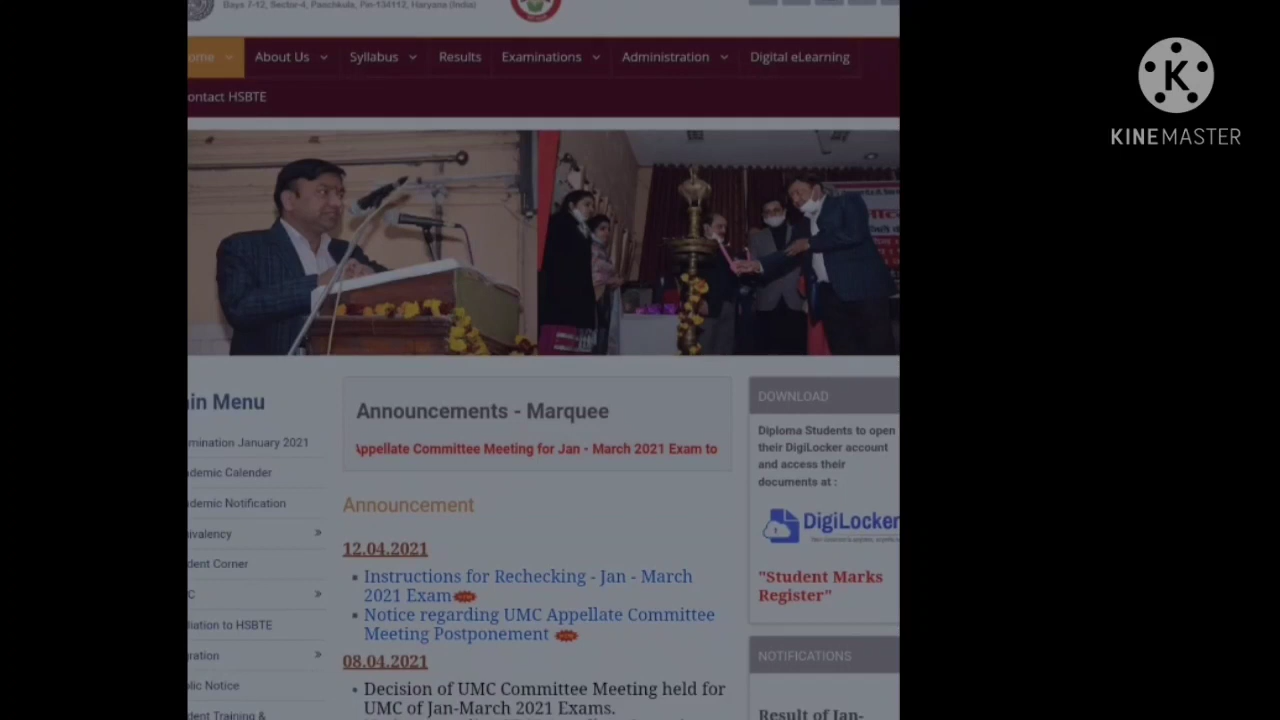 Bays 7-12, Sector-4, Panchkula, Pin-134112, Haryana (India)
ome
About Us
Syllabus
Results
Examinations
Administration
Digital eLearning
ontact HSBTE
K
KINEMASTER
in Menu
mination January 2021
demic Calender
demic Notification
ivalency
dent Corner
C
liation to HSBTE
gration
lic Notice
dent Training &
Announcements - Marquee
Appellate Committee Meeting for Jan - March 2021 Exam to
Announcement
12.04.2021
Instructions for Rechecking - Jan - March
2021 Exam
Notice regarding UMC Appellate Committee
Meeting Postponement
08.04.2021
Decision of UMC Committee Meeting held for
UMC of Jan-March 2021 Exams.
DOWNLOAD
Diploma Students to open
their DigiLocker account
and access their
documents at :
DigiLocker
"Student Marks
Register"
NOTIFICATIONS
Result of Jan-